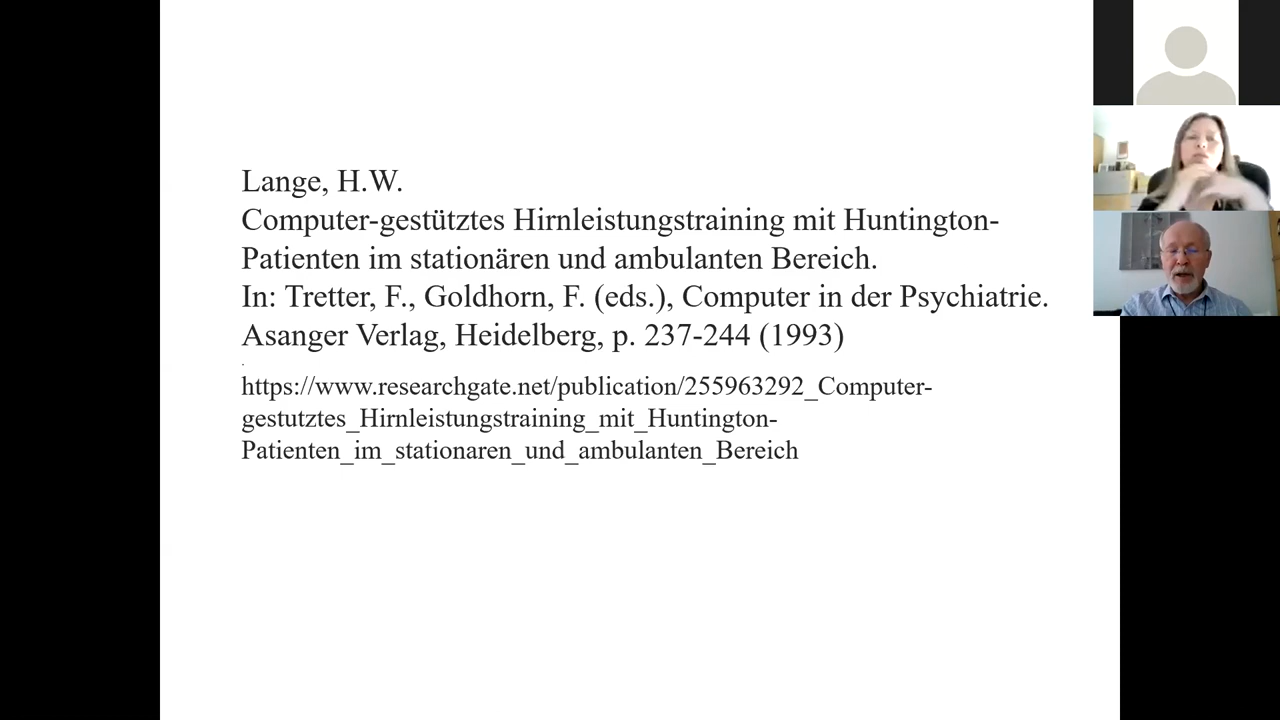 Lange, H.W.
Computer-gestütztes Hirnleistungstraining mit Huntington-
Patienten im stationären und ambulanten Bereich.
In: Tretter, F., Goldhorn, F. (eds.), Computer in der Psychiatrie.
Asanger Verlag, Heidelberg, p. 237-244 (1993)
.
https://www.researchgate.net/publication/255963292_Computer-
gestutztes_Hirnleistungstraining_mit_Huntington-
Patienten_im_stationaren_und_ambulanten_Bereich